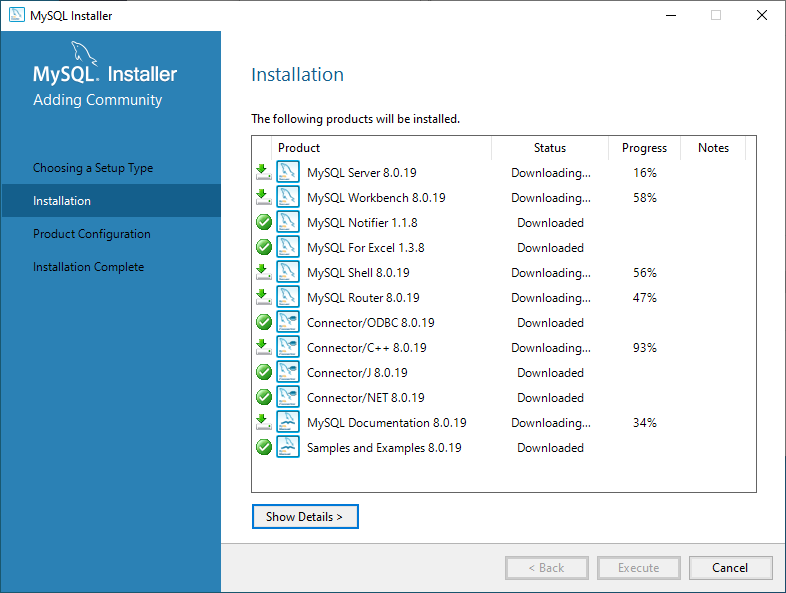 MySQL Installer
MySQL. Installer
Adding Community
Choosing a Setup Type
Installation
Product Configuration
Installation Complete
Installation
The following products will be installed.
Product Status Progress Notes
MySQL Server 8.0.19 Downloading... 16%
MySQL Workbench 8.0.19 Downloading... 58%
MySQL Notifier 1.1.8 Downloaded
MySQL For Excel 1.3.8 Downloaded
MySQL Shell 8.0.19 Downloading... 56%
MySQL Router 8.0.19 Downloading... 47%
Connector/ODBC 8.0.19 Downloaded
Connector/C++ 8.0.19 Downloading... 93%
Connector/J 8.0.19 Downloaded
Connector/NET 8.0.19 Downloaded
MySQL Documentation 8.0.19 Downloading... 34%
Samples and Examples 8.0.19 Downloaded
Show Details >
< Back Execute Cancel